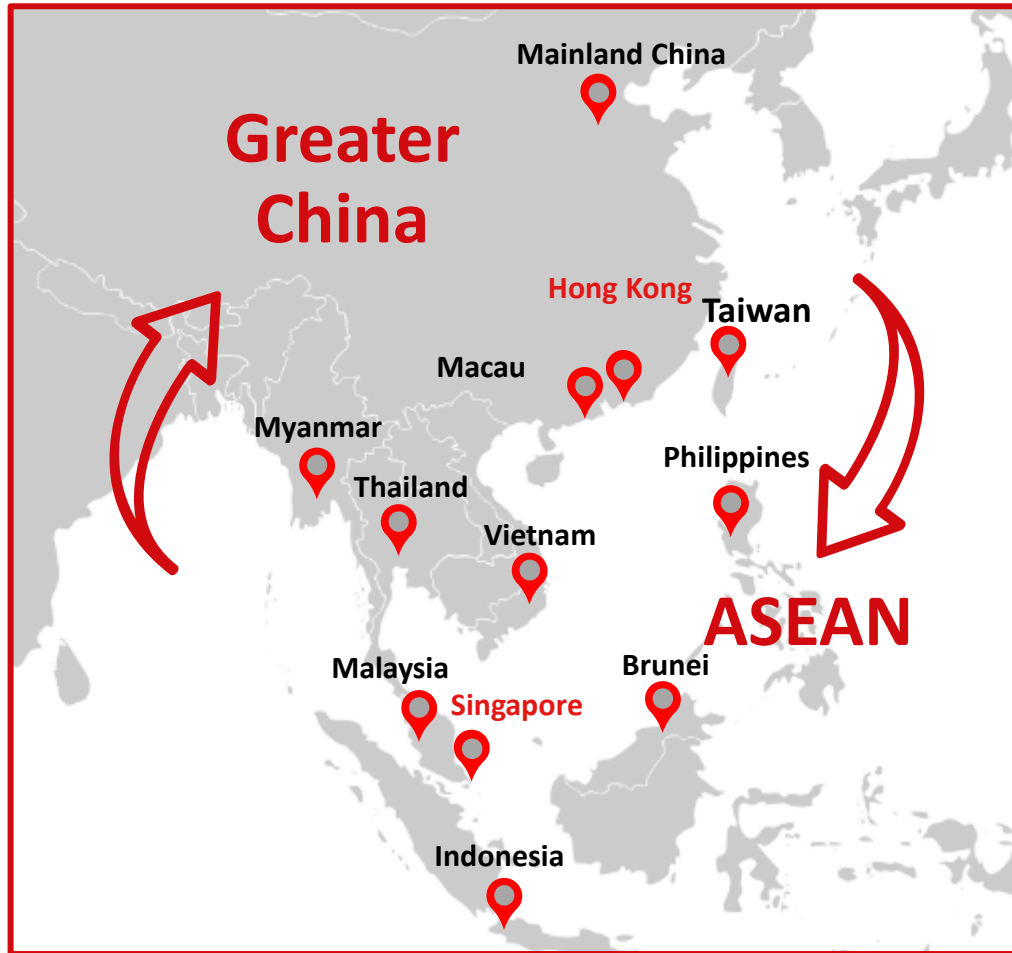 Mainland China
Greater
China
Hong Kong
Taiwan
Macau
Myanmar
Philippines
Thailand
Vietnam
ASEAN
Malaysia
Brunei
Singapore
Indonesia